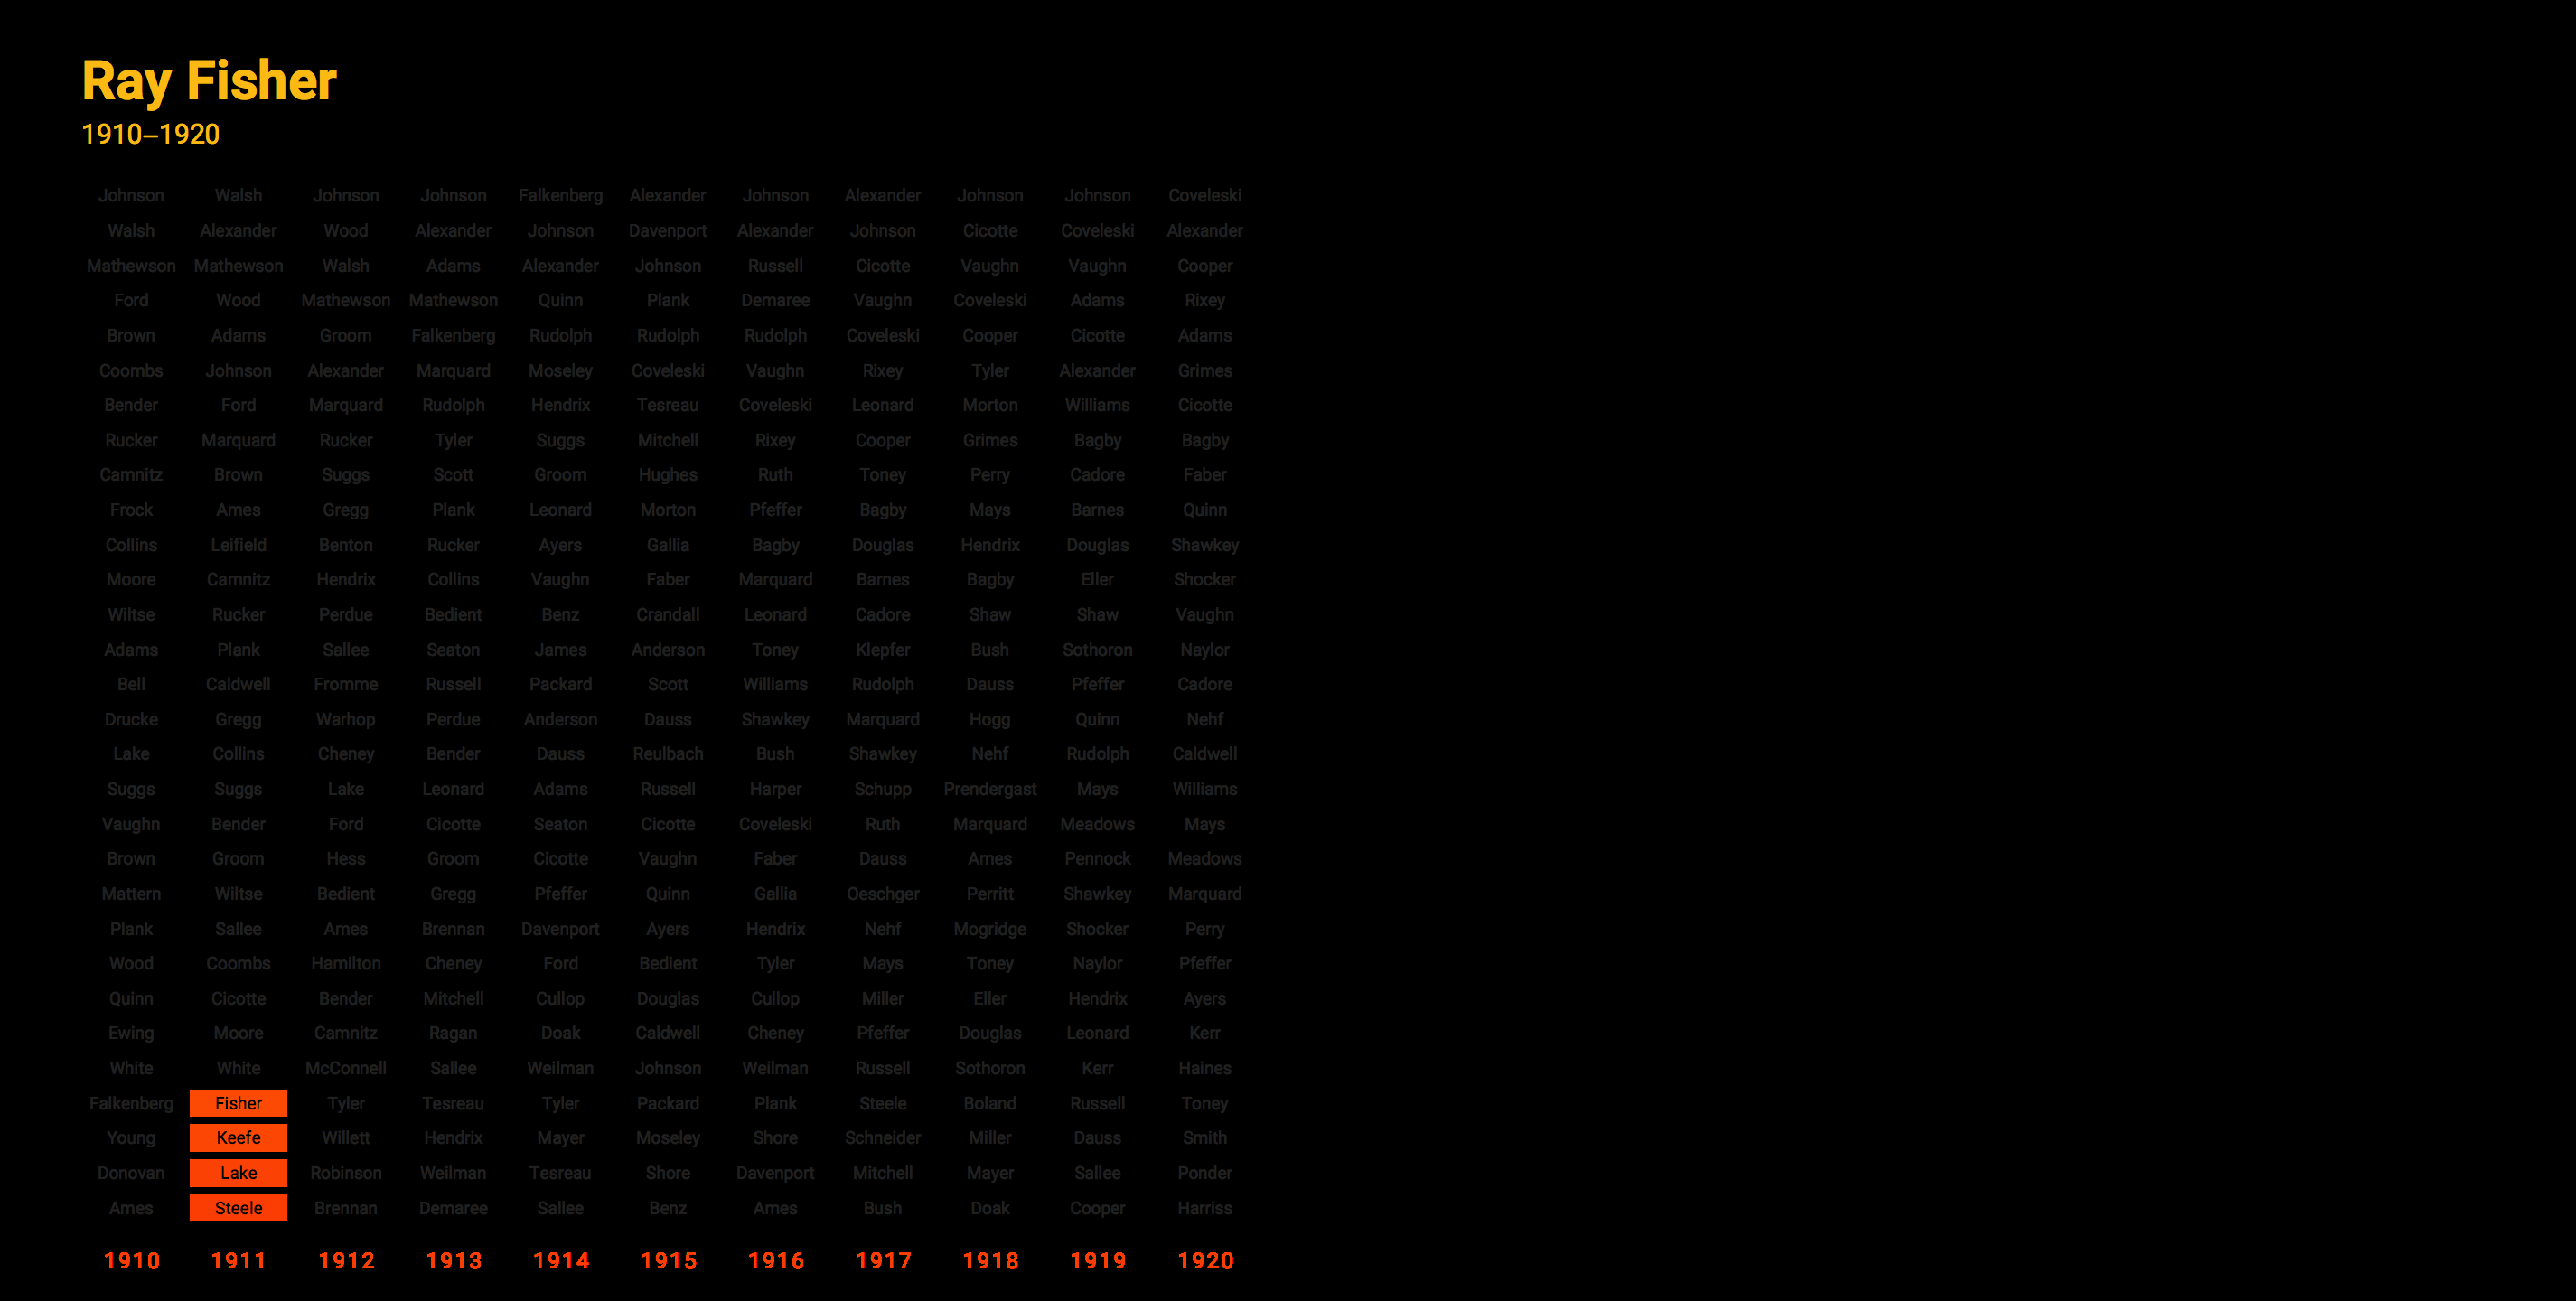 Ray Fisher
1910–1920
Johnson Walsh Johnson Johnson Falkenberg Alexander Johnson Alexander Johnson Johnson Coveleski
Walsh Alexander Wood Alexander Johnson Davenport Alexander Johnson Cicotte Coveleski Alexander
Mathewson Mathewson Walsh Adams Alexander Johnson Russell Cicotte Vaughn Vaughn Cooper
Ford Wood Mathewson Mathewson Quinn Plank Demaree Vaughn Coveleski Adams Rixey
Brown Adams Groom Falkenberg Rudolph Rudolph Rudolph Coveleski Cooper Cicotte Adams
Coombs Johnson Alexander Marquard Moseley Coveleski Vaughn Rixey Tyler Alexander Grimes
Bender Ford Marquard Rudolph Hendrix Tesreau Coveleski Leonard Morton Williams Cicotte
Rucker Marquard Rucker Tyler Suggs Mitchell Rixey Cooper Grimes Bagby Bagby
Camnitz Brown Suggs Scott Groom Hughes Ruth Toney Perry Cadore Faber
Frock Ames Gregg Plank Leonard Morton Pfeffer Bagby Mays Barnes Quinn
Collins Leifield Benton Rucker Ayers Gallia Bagby Douglas Hendrix Douglas Shawkey
Moore Camnitz Hendrix Collins Vaughn Faber Marquard Barnes Bagby Eller Shocker
Wiltse Rucker Perdue Bedient Benz Crandall Leonard Cadore Shaw Shaw Vaughn
Adams Plank Sallee Seaton James Anderson Toney Klepfer Bush Sothoron Naylor
Bell Caldwell Fromme Russell Packard Scott Williams Rudolph Dauss Pfeffer Cadore
Drucke Gregg Warhop Perdue Anderson Dauss Shawkey Marquard Hogg Quinn Nehf
Lake Collins Cheney Bender Dauss Reulbach Bush Shawkey Nehf Rudolph Caldwell
Suggs Suggs Lake Leonard Adams Russell Harper Schupp Prendergast Mays Williams
Vaughn Bender Ford Cicotte Seaton Cicotte Coveleski Ruth Marquard Meadows Mays
Brown Groom Hess Groom Cicotte Vaughn Faber Dauss Ames Pennock Meadows
Mattern Wiltse Bedient Gregg Pfeffer Quinn Gallia Oeschger Perritt Shawkey Marquard
Plank Sallee Ames Brennan Davenport Ayers Hendrix Nehf Mogridge Shocker Perry
Wood Coombs Hamilton Cheney Ford Bedient Tyler Mays Toney Naylor Pfeffer
Quinn Cicotte Bender Mitchell Cullop Douglas Cullop Miller Eller Hendrix Ayers
Ewing Moore Camnitz Ragan Doak Caldwell Cheney Pfeffer Douglas Leonard Kerr
White White McConnell Sallee Weilman Johnson Weilman Russell Sothoron Kerr Haines
Falkenberg Fisher Tyler Tesreau Tyler Packard Plank Steele Boland Russell Toney
Young Keefe Willett Hendrix Mayer Moseley Shore Schneider Miller Dauss Smith
Donovan Lake Robinson Weilman Tesreau Shore Davenport Mitchell Mayer Sallee Ponder
Ames Steele Brennan Demaree Sallee Benz Ames Bush Doak Cooper Harriss
1910 1911 1912 1913 1914 1915 1916 1917 1918 1919 1920